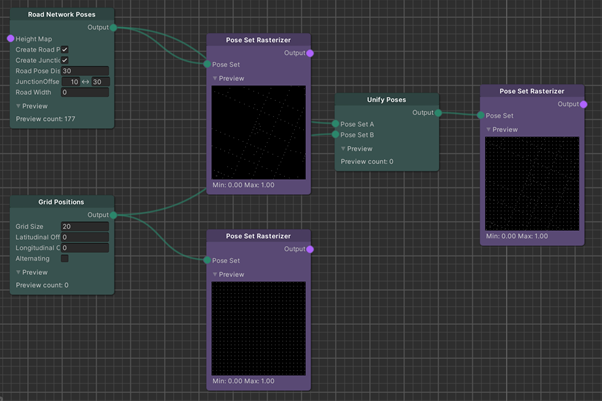 Road Network Poses
Output
Height Map
Create Road P
Create Junctic
Road Pose Dis 30
JunctionOffse 10 ↔ 30
Road Width 0
Preview
Preview count: 177
Pose Set Rasterizer
Output
Pose Set
Preview
Min: 0.00 Max: 1.00
Unify Poses
Output
Pose Set A
Pose Set B
Preview
Preview count: 0
Pose Set Rasterizer
Output
Pose Set
Preview
Min: 0.00 Max: 1.00
Grid Positions
Output
Grid Size 20
Latitudinal Off 0
Longitudinal C 0
Alternating
Preview
Preview count: 0
Pose Set Rasterizer
Output
Pose Set
Preview
Min: 0.00 Max: 1.00